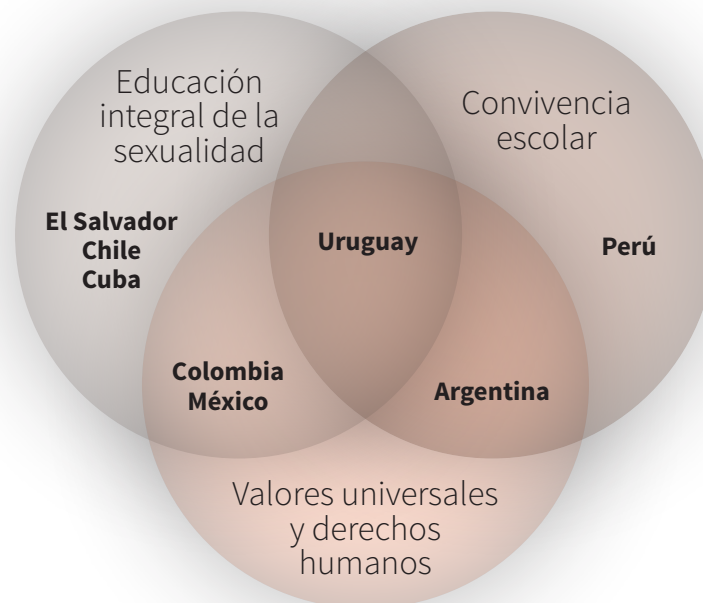 Educación
integral de la
sexualidad
Convivencia
escolar
El Salvador
Chile
Cuba
Uruguay
Perú
Colombia
México
Argentina
Valores universales
y derechos
humanos